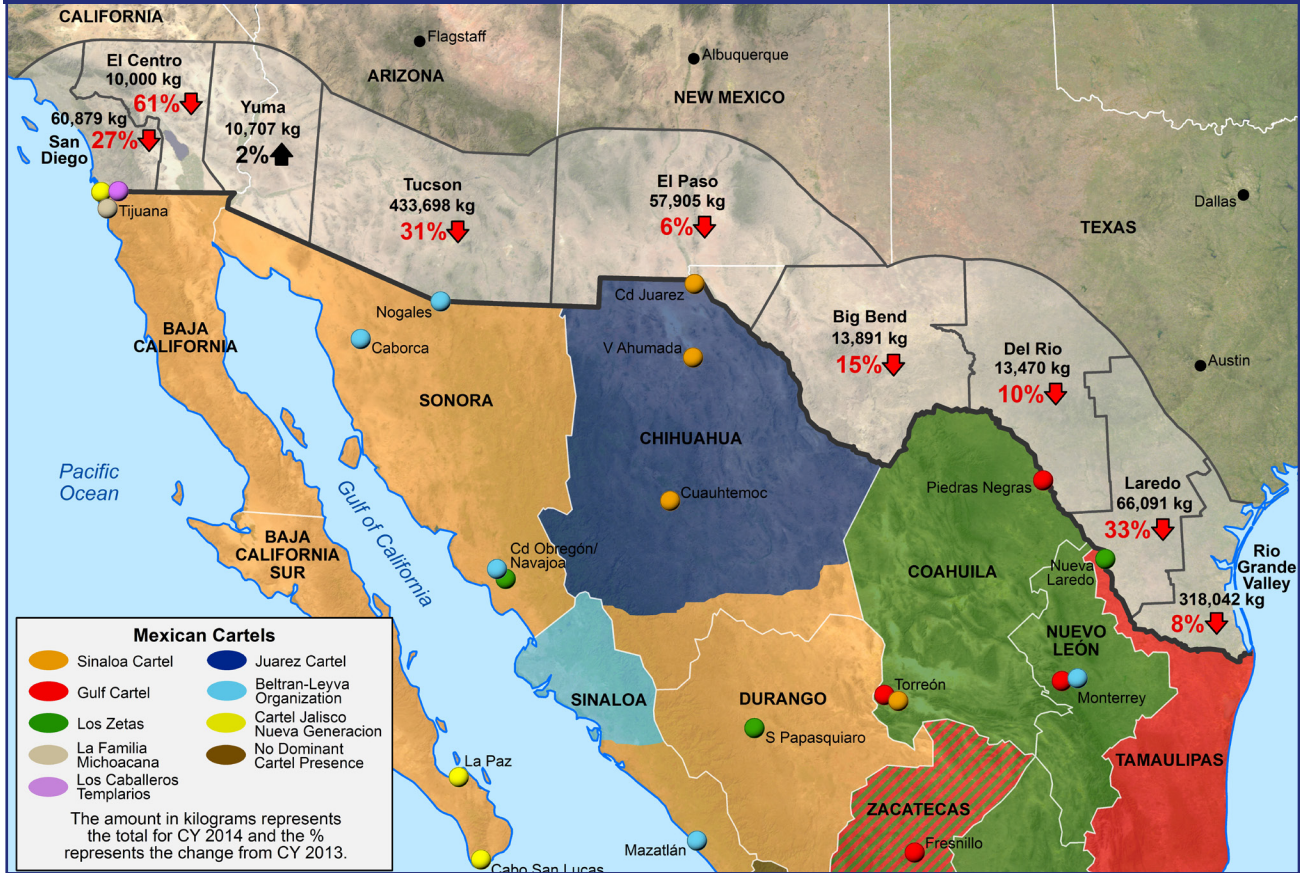 CALIFORNIA
Flagstaff
ARIZONA
Albuquerque
NEW MEXICO
El Centro
10,000 kg
61%
60,879 kg
San
Diego
27%
Yuma
10,707 kg
2%
Tucson
433,698 kg
31%
El Paso
57,905 kg
6%
Dallas
TEXAS
Tijuana
Nogales
Caborca
BAJA
CALIFORNIA
SONORA
Cd Juarez
V Ahumada
CHIHUAHUA
Cuauhtemoc
Big Bend
13,891 kg
15%
Del Rio
13,470 kg
10%
Austin
Pacific
Ocean
Gulf of California
Piedras Negras
Laredo
66,091 kg
33%
BAJA
CALIFORNIA
SUR
Cd Obregón/
Navajoa
COAHUILA
Nueva
Laredo
Rio
Grande
Valley
318,042 kg
8%
NUEVO
LEÓN
Monterrey
SINALOA
DURANGO
S Papasquiaro
Torreón
TAMAULIPAS
ZACATECAS
Fresnillo
Mazatlán
La Paz
Cabo San Lucas
Mexican Cartels
Sinaloa Cartel
Gulf Cartel
Los Zetas
La Familia
Michoacana
Los Caballeros
Templarios
Juarez Cartel
Beltran-Leyva
Organization
Cartel Jalisco
Nueva Generacion
No Dominant
Cartel Presence
The amount in kilograms represents
the total for CY 2014 and the %
represents the change from CY 2013.